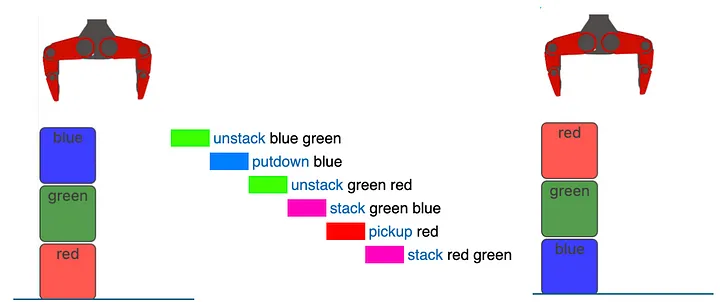 blue
green
red
unstack blue green
putdown blue
unstack green red
stack green blue
pickup red
stack red green
red
green
blue